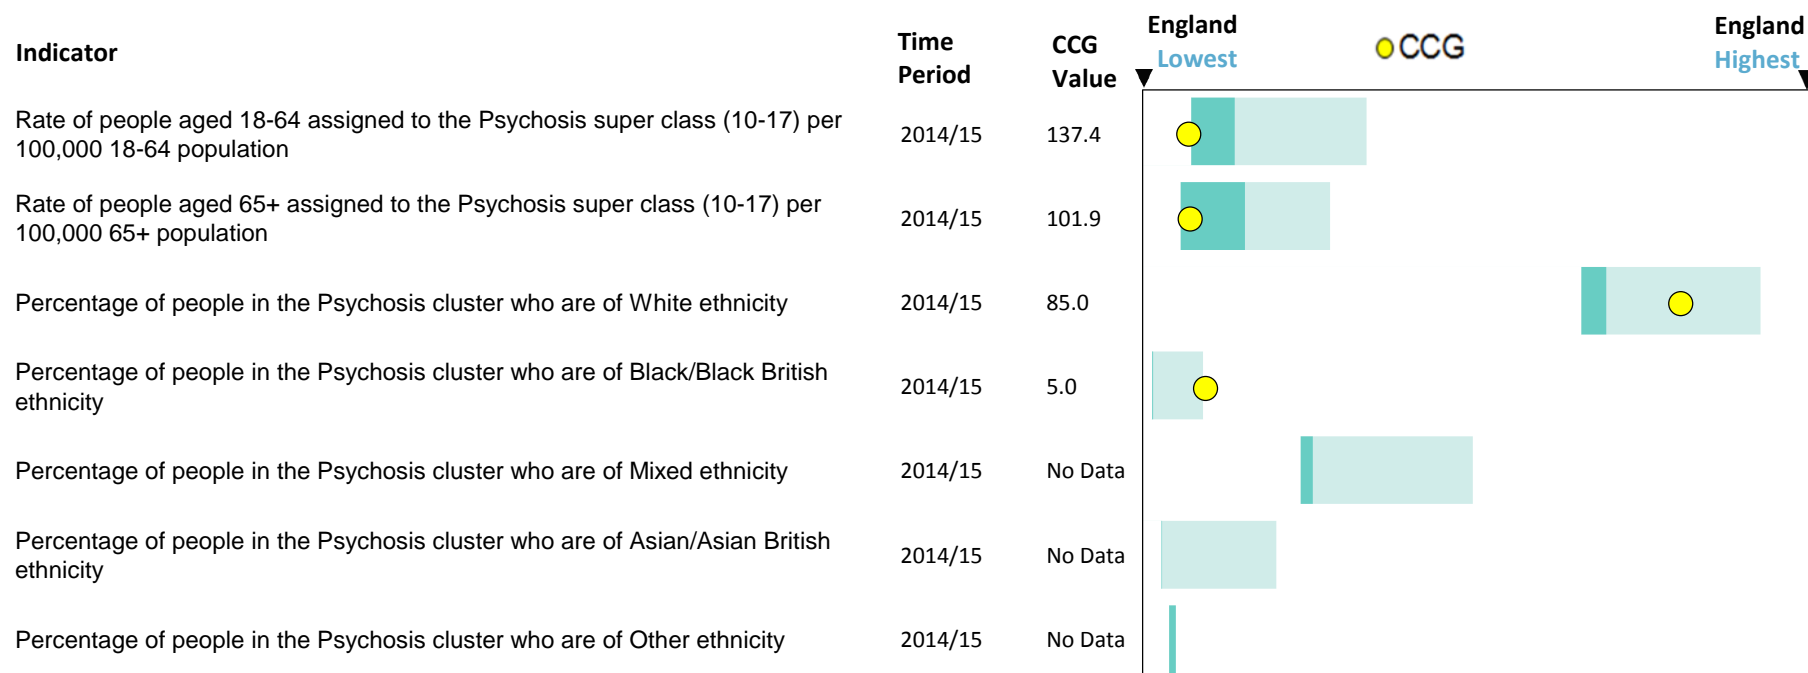 Indicator
Time
Period
CCG
Value
England
Lowest
CCG
England
Highest
Rate of people aged 18-64 assigned to the Psychosis super class (10-17) per
100,000 18-64 population
2014/15
137.4
Rate of people aged 65+ assigned to the Psychosis super class (10-17) per
100,000 65+ population
2014/15
101.9
Percentage of people in the Psychosis cluster who are of White ethnicity
2014/15
85.0
Percentage of people in the Psychosis cluster who are of Black/Black British
ethnicity
2014/15
5.0
Percentage of people in the Psychosis cluster who are of Mixed ethnicity
2014/15
No Data
Percentage of people in the Psychosis cluster who are of Asian/Asian British
ethnicity
2014/15
No Data
Percentage of people in the Psychosis cluster who are of Other ethnicity
2014/15
No Data